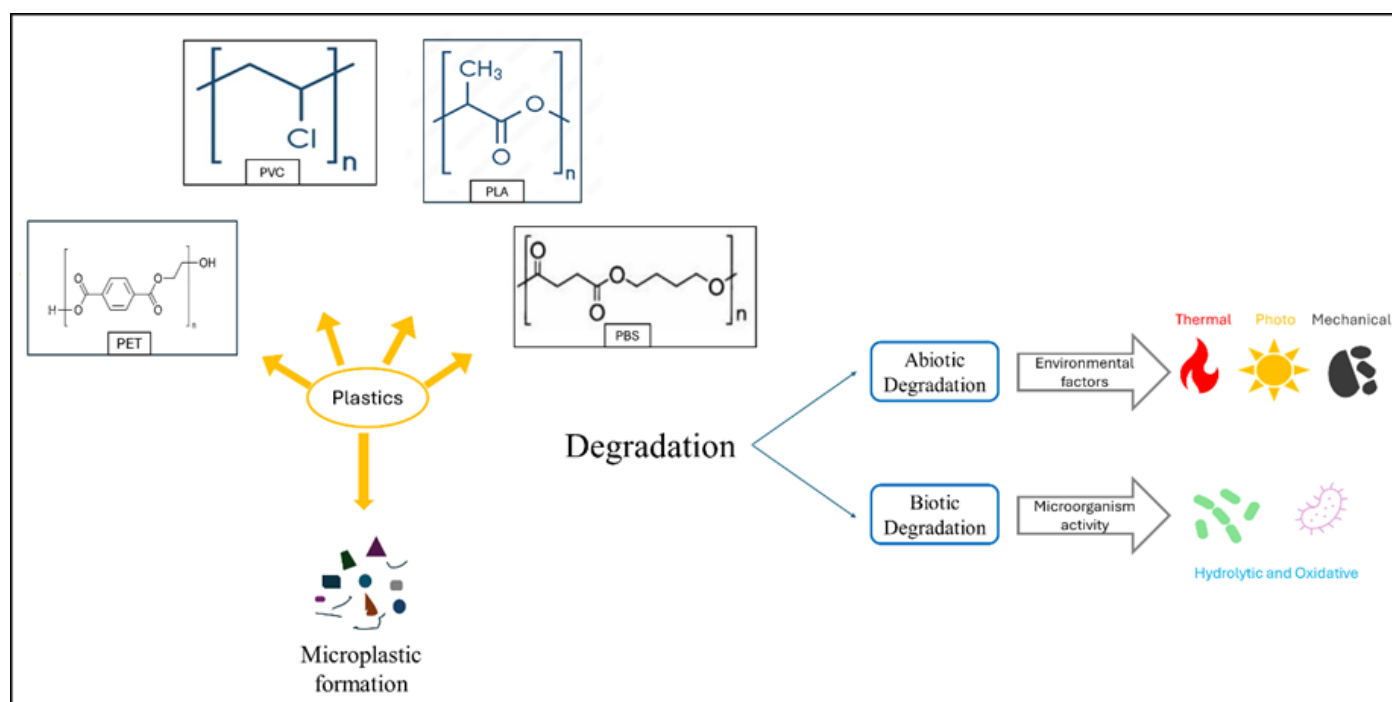 CH3
O
O
n
PLA
Cl
n
PVC
O
O
O
O
n
PBS
O
O
O
O
H
OH
n
PET
Plastics
Microplastic
formation
Degradation
Abiotic
Degradation
Environmental
factors
Thermal
Photo
Mechanical
Biotic
Degradation
Microorganism
activity
Hydrolytic and Oxidative